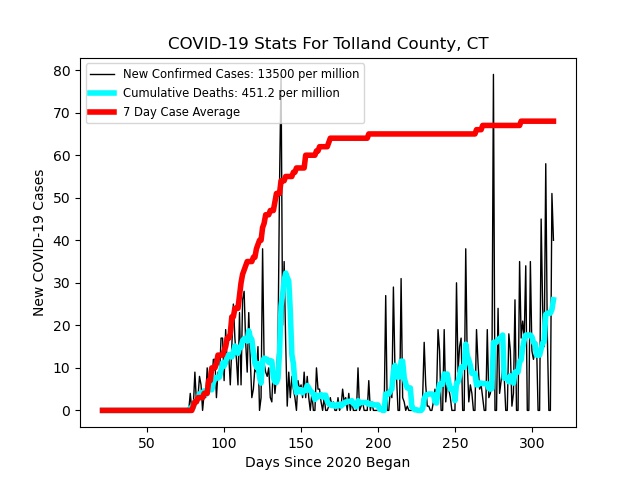 COVID-19 Stats For Tolland County, CT
New Confirmed Cases: 13500 per million
Cumulative Deaths: 451.2 per million
7 Day Case Average
80
70
60
50
40
30
20
10
0
New COVID-19 Cases
50 100 150 200 250 300
Days Since 2020 Began